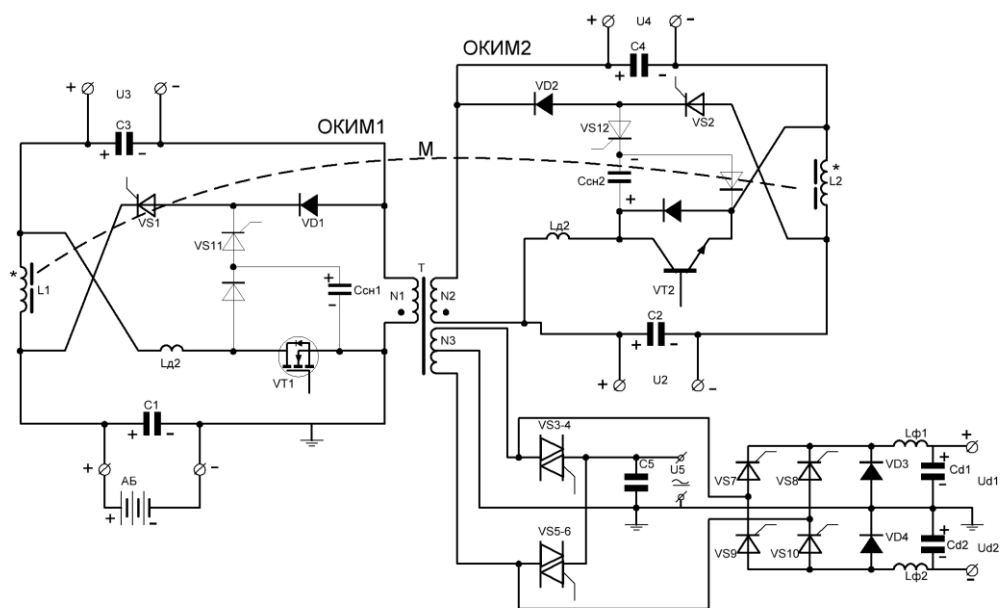 U4
C4
+ -
+ -
ОКИМ2
U3
+ -
C3
+ -
ОКИМ1
VD2
VS2
VS12
M
-
Ссн2
+
*
L2
VS1
VD1
VS11
*
L1
+
Ссн1
-
T
N1
N2
Lд2
VT2
Lд2
VT1
N3
C2
+ -
+ U2 -
C1
+ -
+ -
АБ
+ -
VS3-4
C5
U5
~
VS5-6
Lф1
+
VS7
VS8
VD3
+
Cd1
-
Ud1
VS9
VS10
VD4
+
Cd2
-
Ud2
Lф2
-